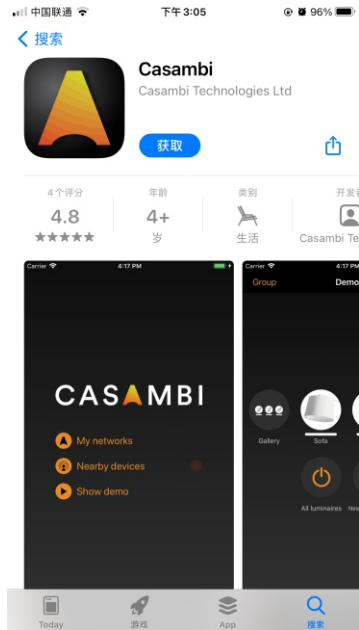 中国联通
下午3:05
96%
搜索
Casambi
Casambi Technologies Ltd
获取
4个评分
年龄
类别
开发
4.8
4+
岁
生活
Casambi Te
Carrier
4:17 PM
CASAMBI
My networks
Nearby devices
Show demo
Carrier
4:17 PM
Group
Demo
Gallery
Sofa
All luminaires
Nea
Today
游戏
App
搜索